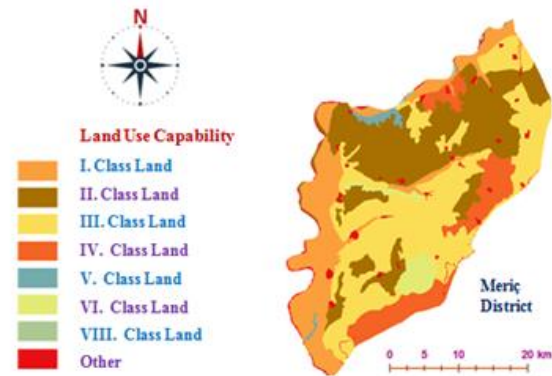 N
Land Use Capability
I. Class Land
II. Class Land
III. Class Land
IV. Class Land
V. Class Land
VI. Class Land
VIII. Class Land
Other
Meriç
District
0 5 10 20 km